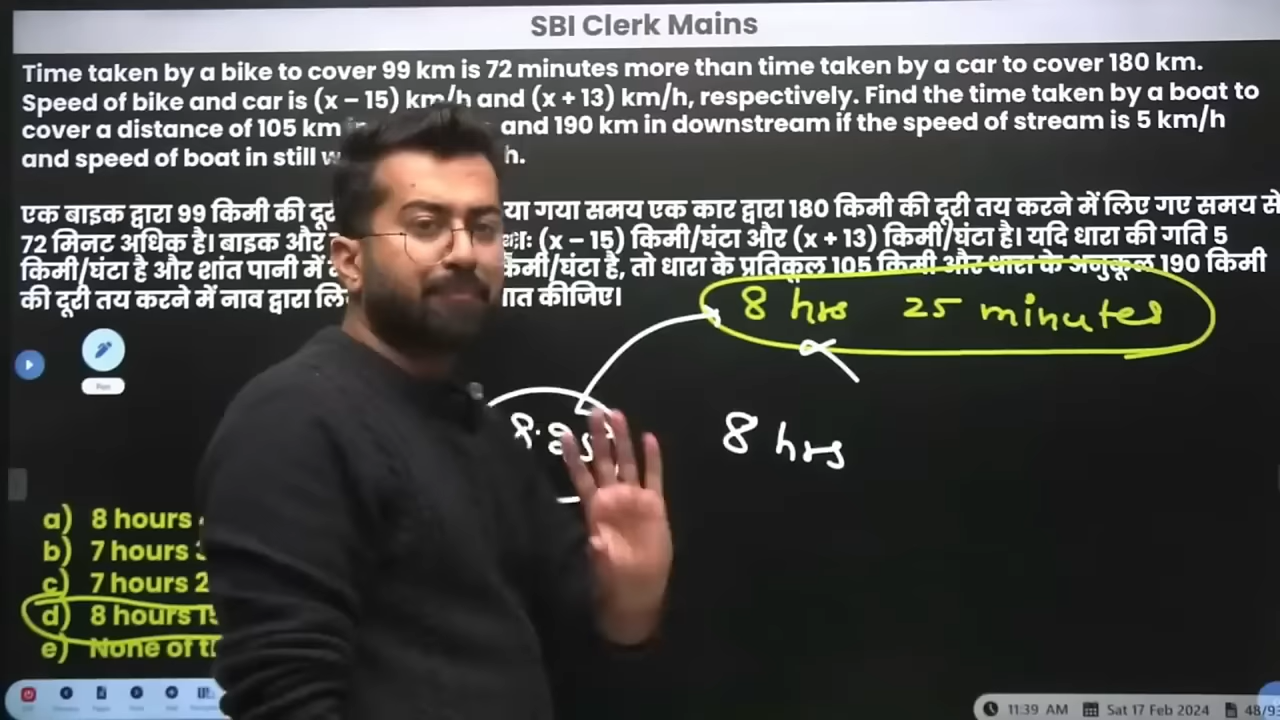 SBI Clerk Mains
Time taken by a bike to cover 99 km is 72 minutes more than time taken by a car to cover 180 km.
Speed of bike and car is (x – 15) km/h and (x + 13) km/h, respectively. Find the time taken by a boat to
cover a distance of 105 km and 190 km in downstream if the speed of stream is 5 km/h
and speed of boat in still h.
एक बाइक द्वारा 99 किमी की गया समय एक कार द्वारा 180 किमी की दूरी तय करने में लिए गए समय से
72 मिनट अधिक है। बाइक और (x – 15) किमी/घंटा और (x + 13) किमी/घंटा है। यदि धारा की गति 5
किमी/घंटा है और शांत पानी में किमी/घंटा है, तो धारा के प्रतिकूल 105 किमी और धारा के अनुकूल 190 किमी
की दूरी तय करने में नाव द्वारा कीजिए।
8 hrs 25 minutes
8 hrs
Pen
a) 8 hours
b) 7 hours
c) 7 hours 2
d) 8 hours 15
e) None of
11:39 AM Sat 17 Feb 2024 48/93